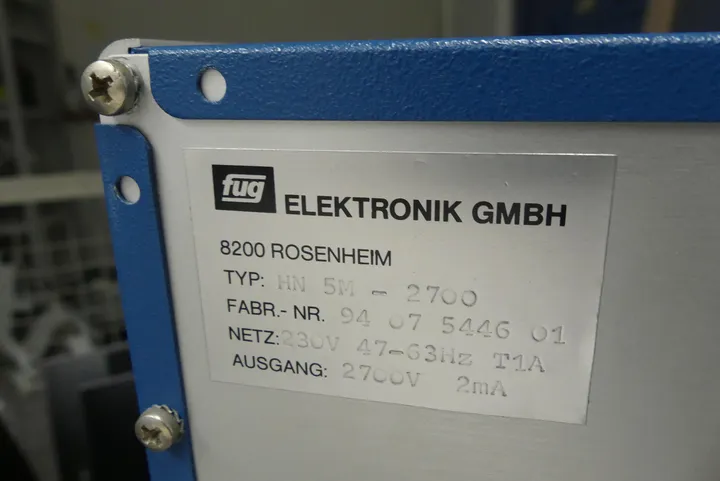 fug ELEKTRONIK GMBH
8200 ROSENHEIM
TYP: HN 5M - 2700
FABR.- NR. 94 07 5446 01
NETZ: 230V 47-63Hz T1A
AUSGANG: 2700V 2mA